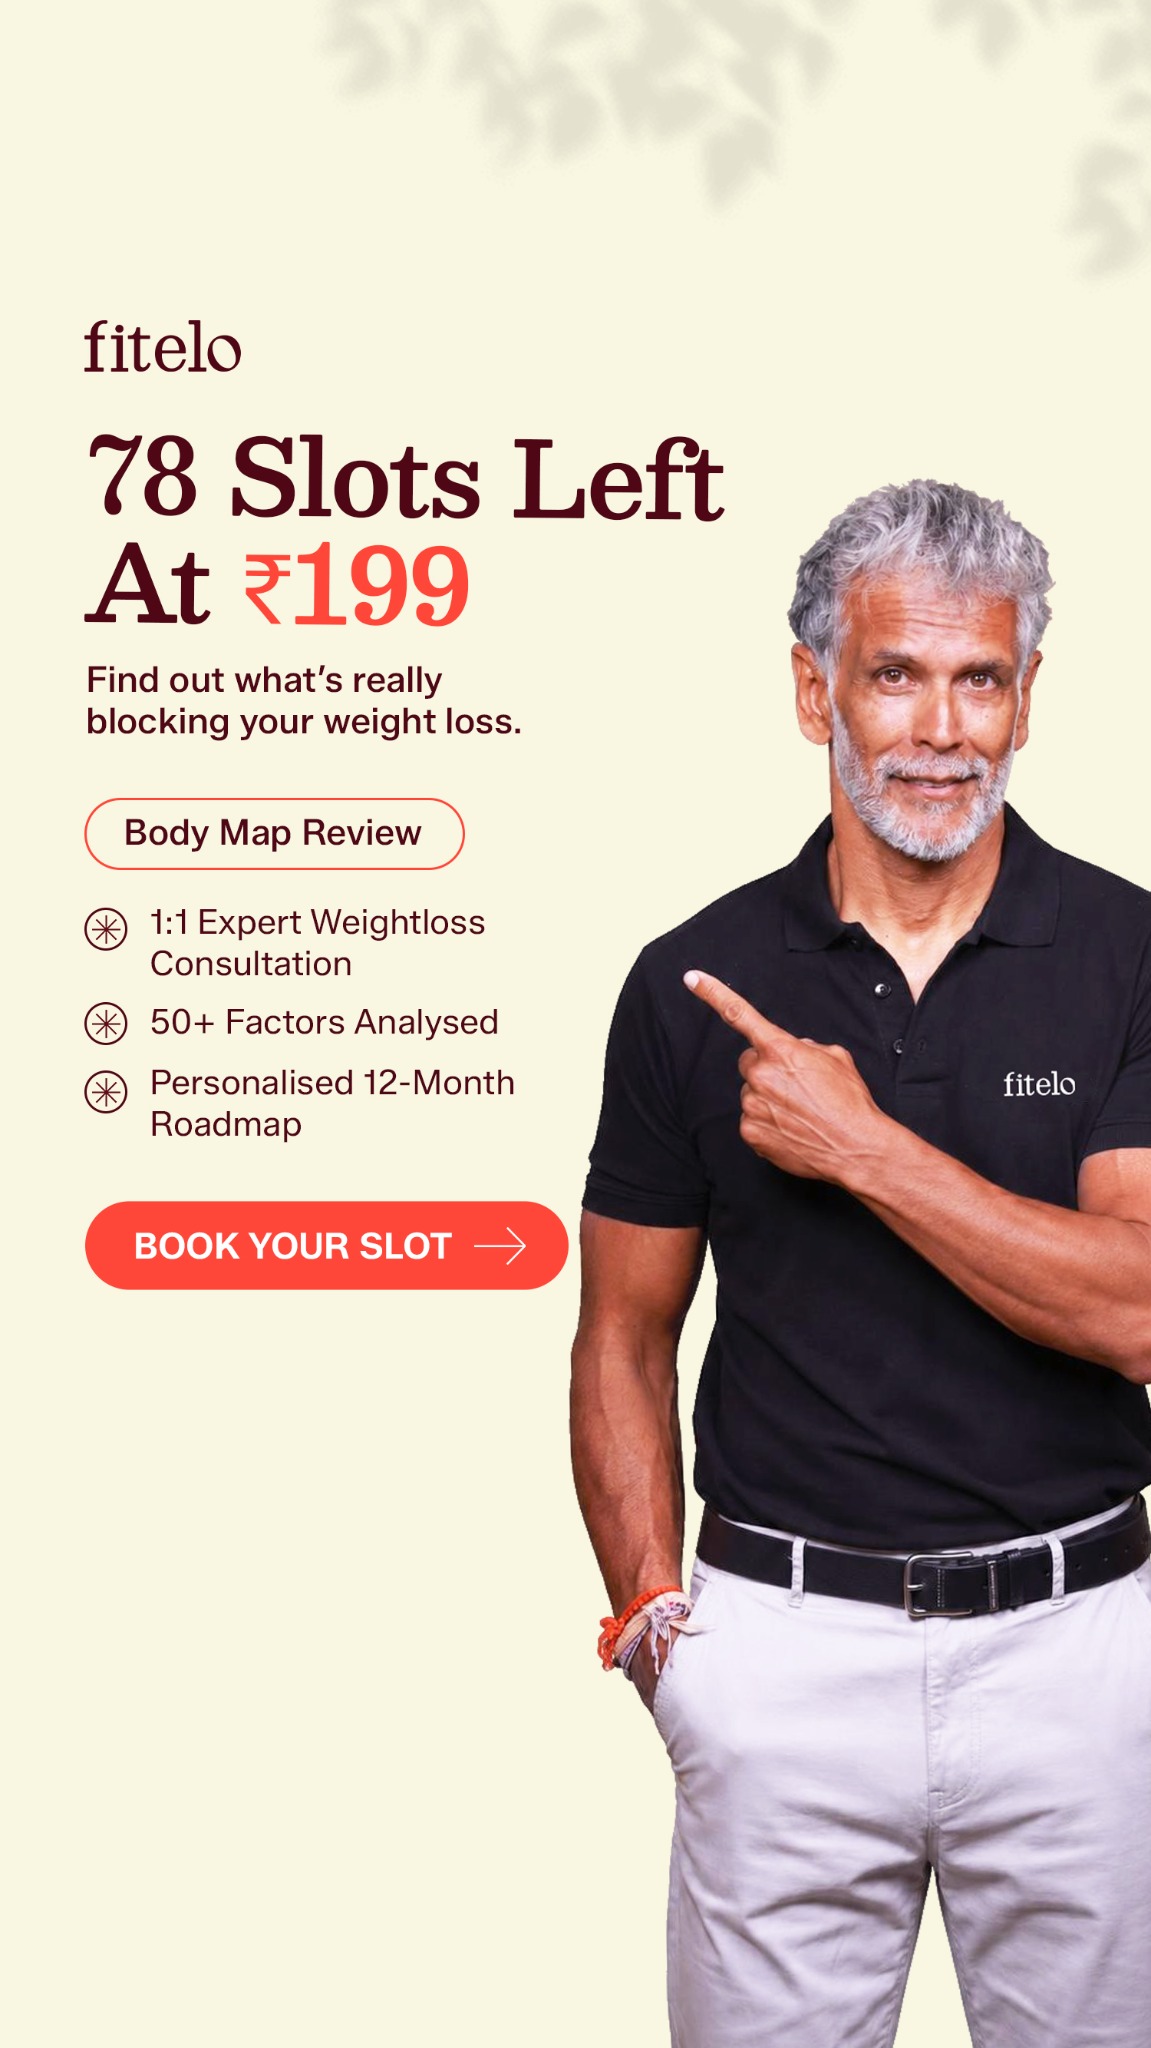 fitelo
78 Slots Left
At ₹199
Find out what’s really
blocking your weight loss.
Body Map Review
1:1 Expert Weightloss
Consultation
50+ Factors Analysed
Personalised 12-Month
Roadmap
fitelo
BOOK YOUR SLOT